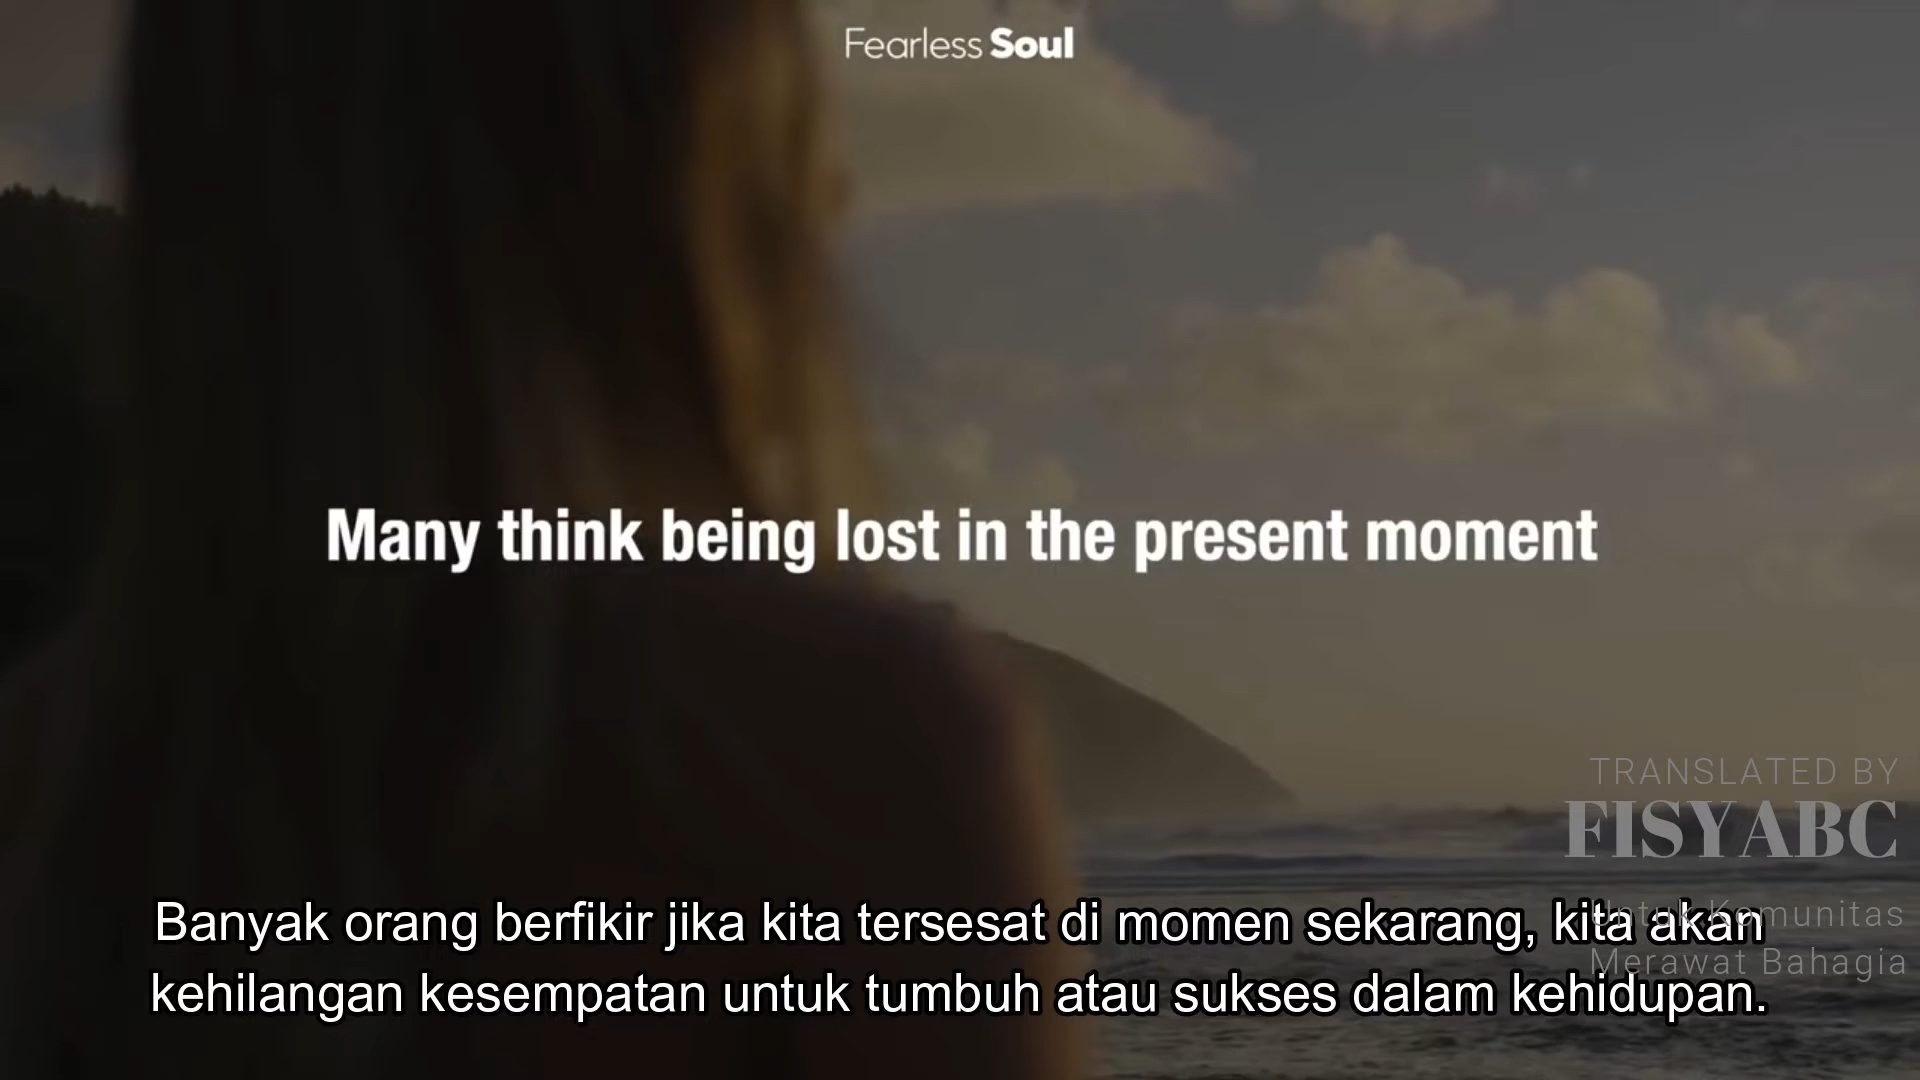 Fearless Soul
Many think being lost in the present moment
TRANSLATED BY
FISYABC
Untuk Komunitas
Merawat Bahagia
Banyak orang berfikir jika kita tersesat di momen sekarang, kita akan
kehilangan kesempatan untuk tumbuh atau sukses dalam kehidupan.